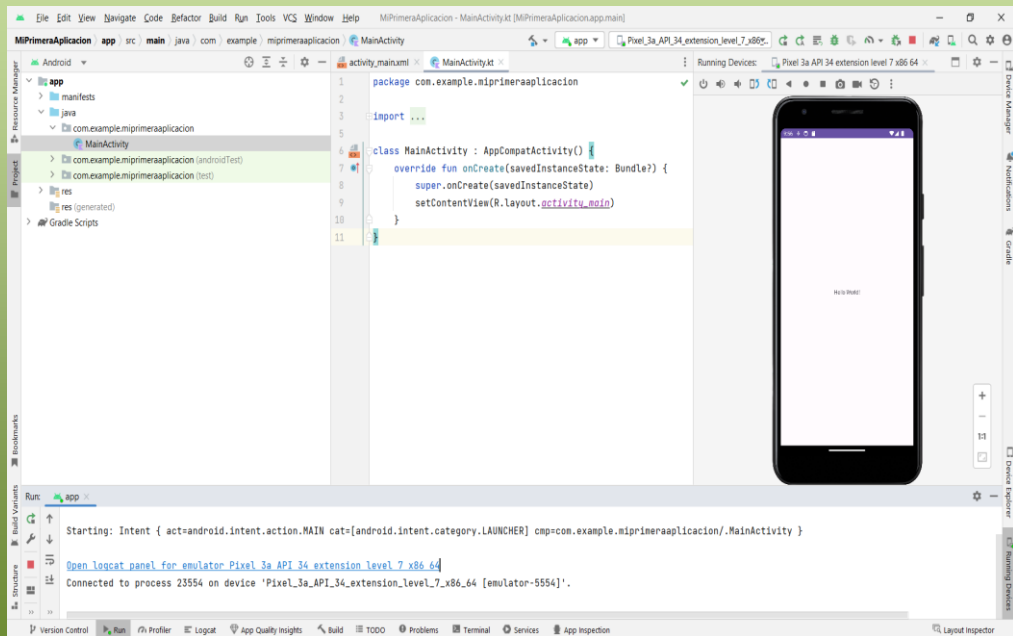 File Edit View Navigate Code Refactor Build Run Tools VCS Window Help MiPrimeraAplicacion - MainActivity.kt [MiPrimeraAplicacion.app.main]
MiPrimeraAplicacion app src main java com example miprimeraaplicacion MainActivity app Pixel_3a_API_34_extension_level_7_x86...
Android activity_main.xml MainActivity.kt Running Devices: Pixel 3a API 34 extension level 7 x86 64
Resource Manager
Project
Bookmarks
Build Variants
Structure
app
manifests
java
com.example.miprimeraaplicacion
MainActivity
com.example.miprimeraaplicacion (androidTest)
com.example.miprimeraaplicacion (test)
res
res (generated)
Gradle Scripts
1 package com.example.miprimeraaplicacion
2
3 import ...
5
6 class MainActivity : AppCompatActivity() {
7 override fun onCreate(savedInstanceState: Bundle?) {
8 super.onCreate(savedInstanceState)
9 setContentView(R.layout.activity_main)
10 }
11 }
Hello World!
1:1
Device Manager
Notifications
Gradle
Device Explorer
Running Devices
Run: app
Starting: Intent { act=android.intent.action.MAIN cat=[android.intent.category.LAUNCHER] cmp=com.example.miprimeraaplicacion/.MainActivity }
Open logcat panel for emulator Pixel 3a API 34 extension level 7 x86 64
Connected to process 23554 on device 'Pixel_3a_API_34_extension_level_7_x86_64 [emulator-5554]'.
Version Control Run Profiler Logcat App Quality Insights Build TODO Problems Terminal Services App Inspection Layout Inspector